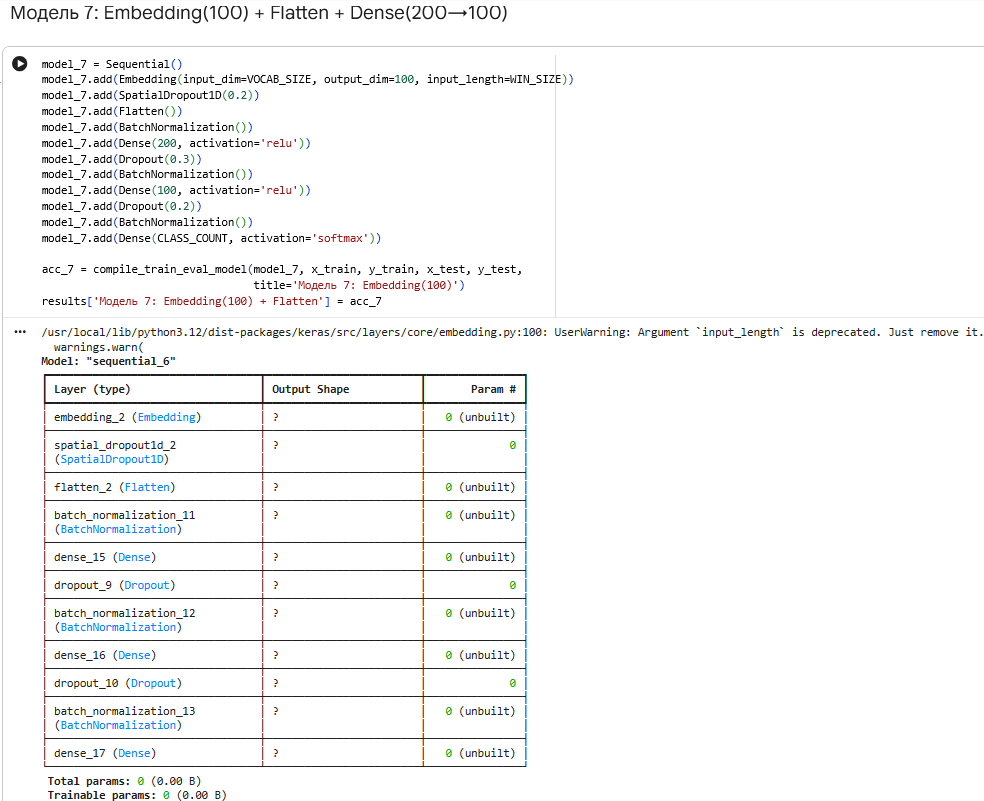 Модель 7: Embedding(100) + Flatten + Dense(200→100)
model_7 = Sequential()
model_7.add(Embedding(input_dim=VOCAB_SIZE, output_dim=100, input_length=WIN_SIZE))
model_7.add(SpatialDropout1D(0.2))
model_7.add(Flatten())
model_7.add(BatchNormalization())
model_7.add(Dense(200, activation='relu'))
model_7.add(Dropout(0.3))
model_7.add(BatchNormalization())
model_7.add(Dense(100, activation='relu'))
model_7.add(Dropout(0.2))
model_7.add(BatchNormalization())
model_7.add(Dense(CLASS_COUNT, activation='softmax'))
acc_7 = compile_train_eval_model(model_7, x_train, y_train, x_test, y_test,
title='Модель 7: Embedding(100)')
results['Модель 7: Embedding(100) + Flatten'] = acc_7
/usr/local/lib/python3.12/dist-packages/keras/src/layers/core/embedding.py:100: UserWarning: Argument `input_length` is deprecated. Just remove it.
warnings.warn(
Model: "sequential_6"
Layer (type) Output Shape Param #
embedding_2 (Embedding) ? 0 (unbuilt)
spatial_dropout1d_2 ? 0
(SpatialDropout1D)
flatten_2 (Flatten) ? 0 (unbuilt)
batch_normalization_11 ? 0 (unbuilt)
(BatchNormalization)
dense_15 (Dense) ? 0 (unbuilt)
dropout_9 (Dropout) ? 0
batch_normalization_12 ? 0 (unbuilt)
(BatchNormalization)
dense_16 (Dense) ? 0 (unbuilt)
dropout_10 (Dropout) ? 0
batch_normalization_13 ? 0 (unbuilt)
(BatchNormalization)
dense_17 (Dense) ? 0 (unbuilt)
Total params: 0 (0.00 B)
Trainable params: 0 (0.00 B)